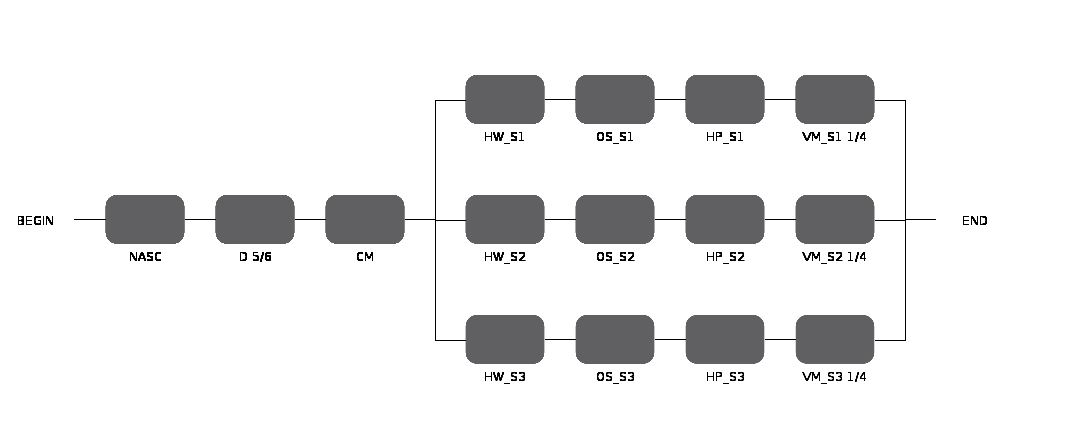 HW_S1 OS_S1 HP_S1 VM_S1 1/4
BEGIN END
NASC D 5/6 CM HW_S2 OS_S2 HP_S2 VM_S2 1/4
HW_S3 OS_S3 HP_S3 VM_S3 1/4